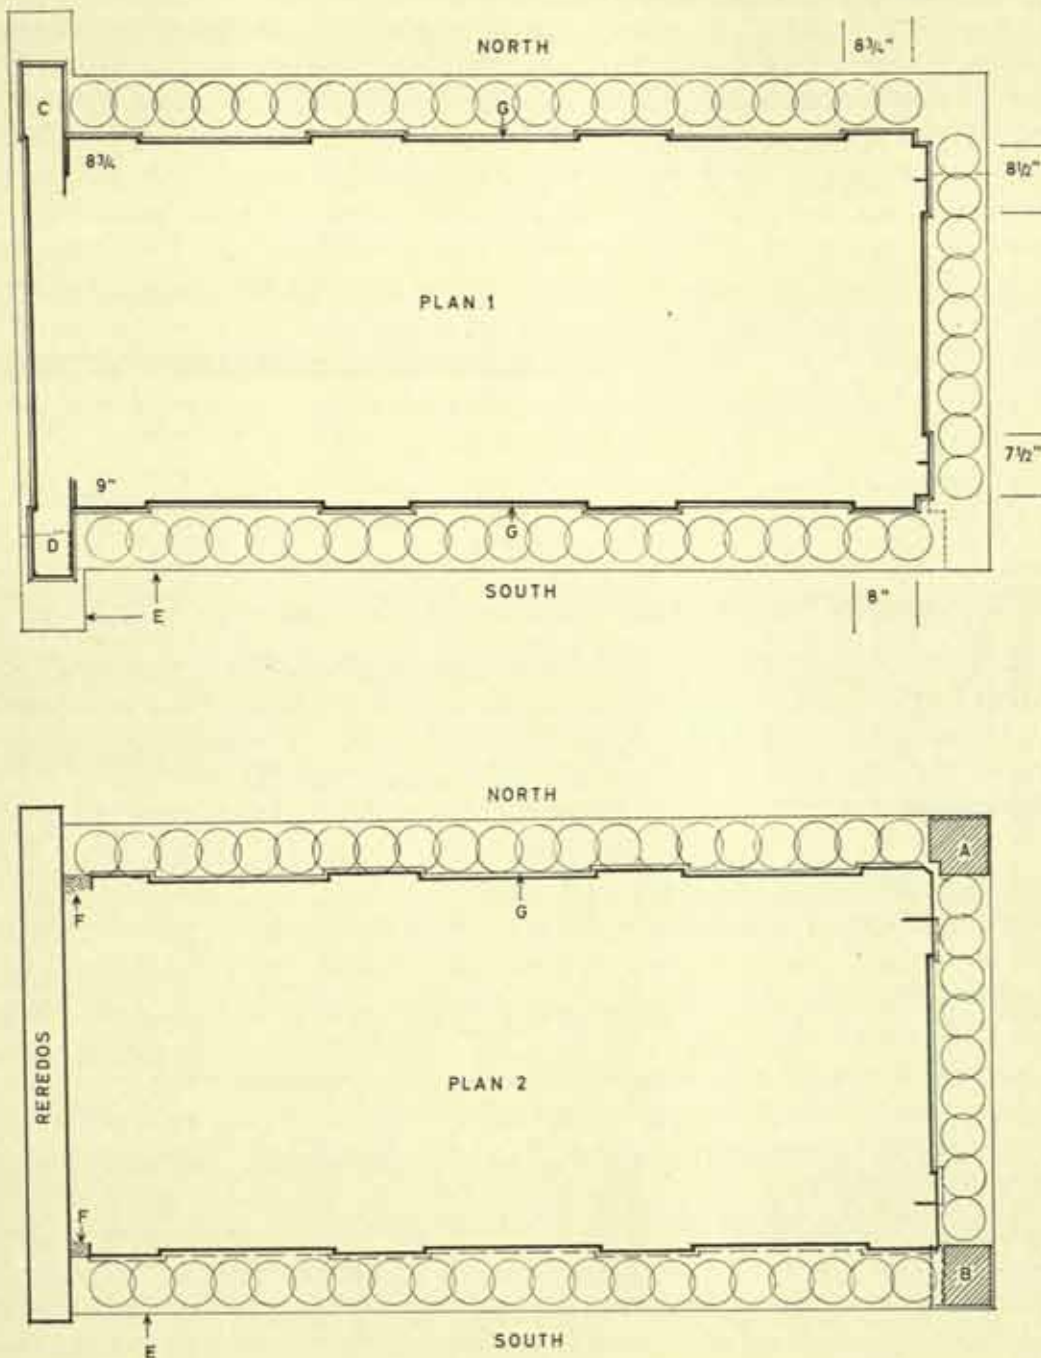 NORTH
8¾"
C
G
8¾
8½"
PLAN 1
7½"
9"
G
D
SOUTH
8"
E
NORTH
A
F
G
REREDOS
PLAN 2
F
B
SOUTH
E